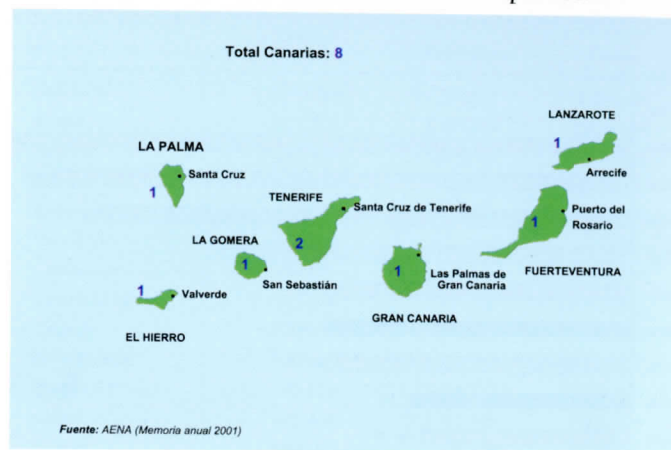 Total Canarias: 8
LANZAROTE
1
Arrecife
LA PALMA
Santa Cruz
1
TENERIFE
Santa Cruz de Tenerife
2
Puerto del
Rosario
1
FUERTEVENTURA
LA GOMERA
1
San Sebastián
1
Las Palmas de
Gran Canaria
GRAN CANARIA
1
Valverde
EL HIERRO
Fuente: AENA (Memoria anual 2001)